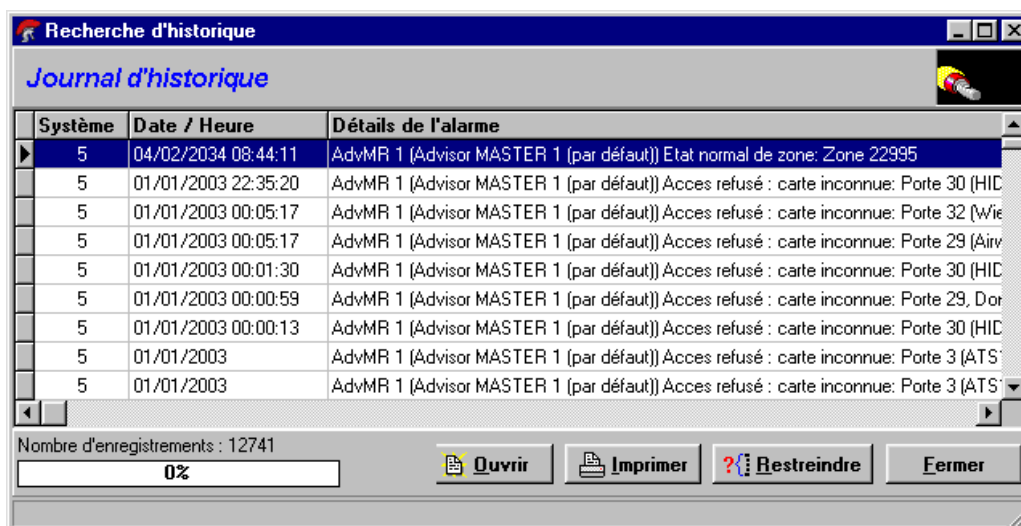 Recherche d'historique
Journal d'historique
Système Date / Heure Détails de l'alarme
5 04/02/2034 08:44:11 AdvMR 1 (Advisor MASTER 1 (par défaut)) Etat normal de zone: Zone 22995
5 01/01/2003 22:35:20 AdvMR 1 (Advisor MASTER 1 (par défaut)) Acces refusé : carte inconnue: Porte 30 (HID
5 01/01/2003 00:05:17 AdvMR 1 (Advisor MASTER 1 (par défaut)) Acces refusé : carte inconnue: Porte 32 (Wie
5 01/01/2003 00:05:17 AdvMR 1 (Advisor MASTER 1 (par défaut)) Acces refusé : carte inconnue: Porte 29 (Airw
5 01/01/2003 00:01:30 AdvMR 1 (Advisor MASTER 1 (par défaut)) Acces refusé : carte inconnue: Porte 30 (HID
5 01/01/2003 00:00:59 AdvMR 1 (Advisor MASTER 1 (par défaut)) Acces refusé : carte inconnue: Porte 29, Dor
5 01/01/2003 00:00:13 AdvMR 1 (Advisor MASTER 1 (par défaut)) Acces refusé : carte inconnue: Porte 30 (HID
5 01/01/2003 AdvMR 1 (Advisor MASTER 1 (par défaut)) Acces refusé : carte inconnue: Porte 3 (ATS
5 01/01/2003 AdvMR 1 (Advisor MASTER 1 (par défaut)) Acces refusé : carte inconnue: Porte 3 (ATS
Nombre d'enregistrements : 12741
0%
Ouvrir Imprimer Restreindre Fermer